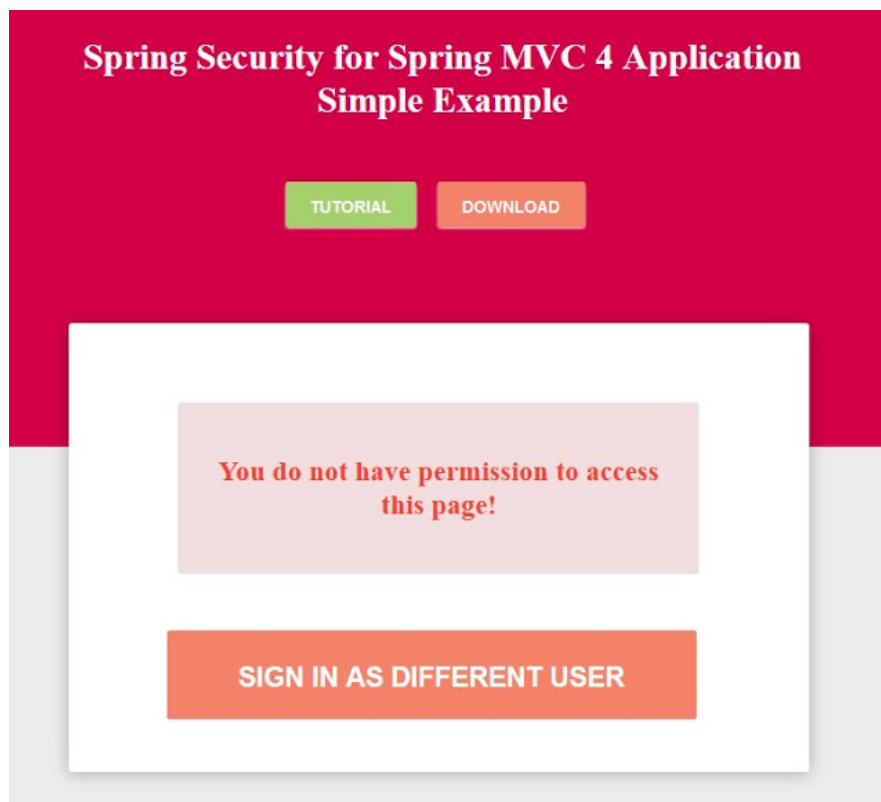 Spring Security for Spring MVC 4 Application
Simple Example
TUTORIAL
DOWNLOAD
You do not have permission to access
this page!
SIGN IN AS DIFFERENT USER